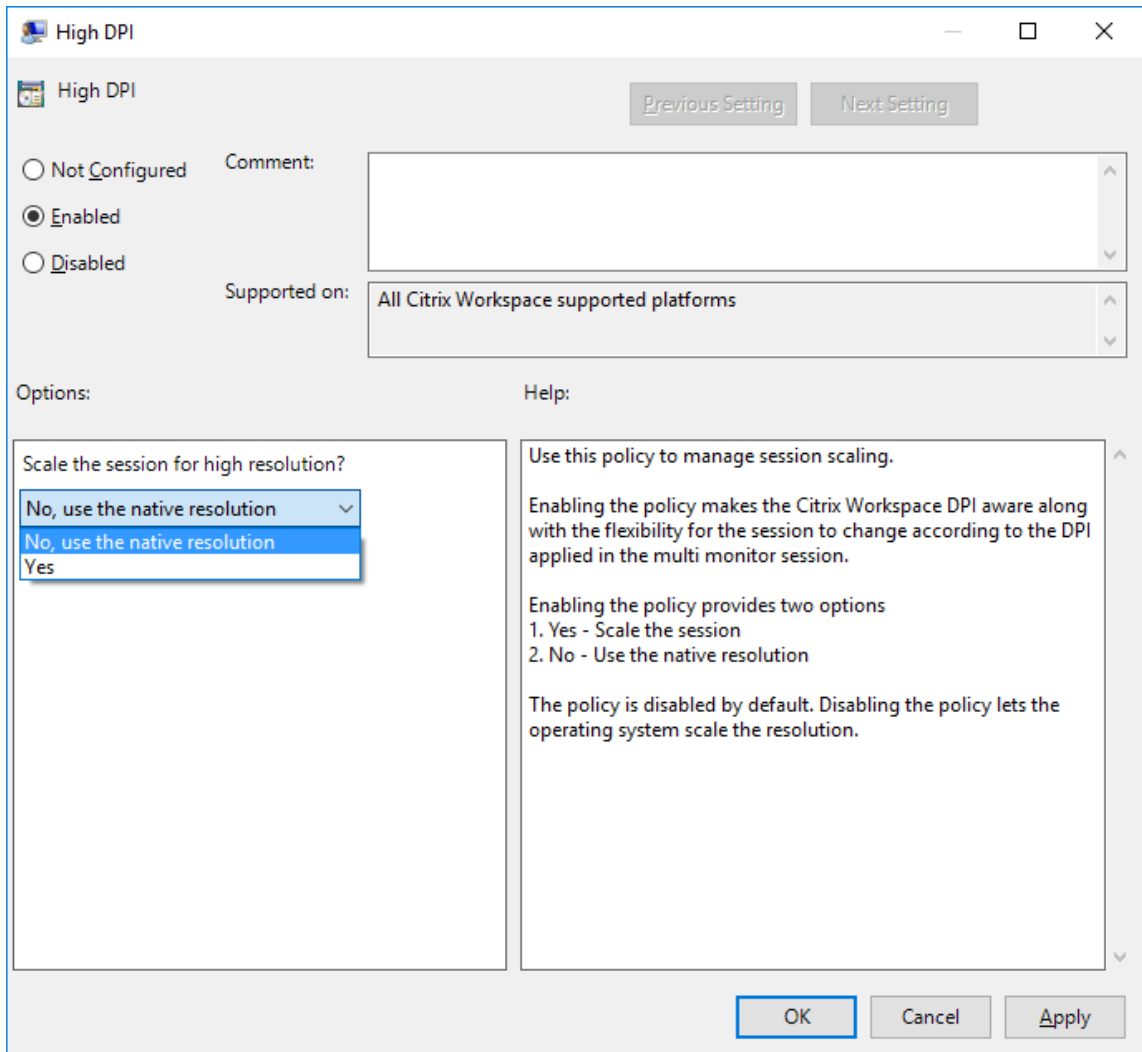 High DPI
High DPI
Previous Setting
Next Setting
Not Configured
Comment:
Enabled
Disabled
Supported on:
All Citrix Workspace supported platforms
Options:
Help:
Scale the session for high resolution?
No, use the native resolution
No, use the native resolution
Yes
Use this policy to manage session scaling.
Enabling the policy makes the Citrix Workspace DPI aware along
with the flexibility for the session to change according to the DPI
applied in the multi monitor session.
Enabling the policy provides two options
1. Yes - Scale the session
2. No - Use the native resolution
The policy is disabled by default. Disabling the policy lets the
operating system scale the resolution.
OK
Cancel
Apply